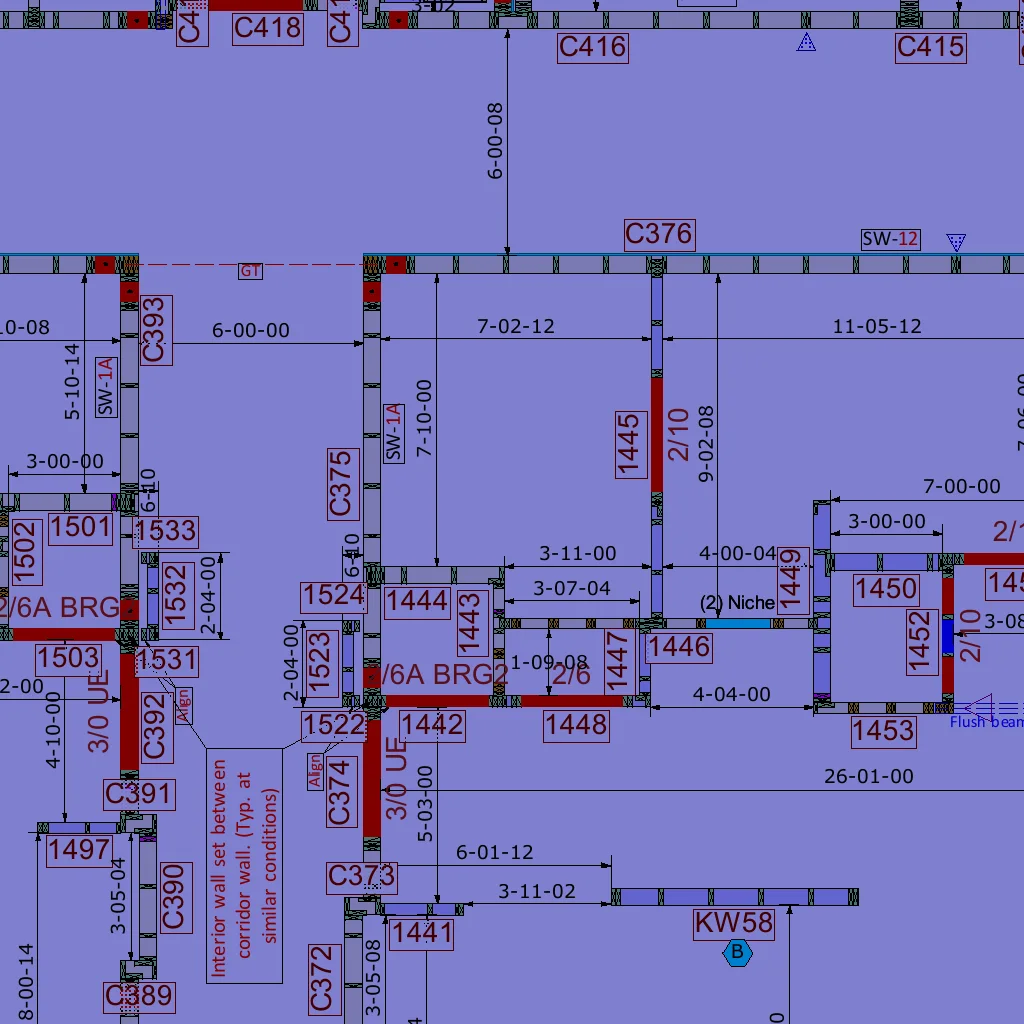 3-02
C418
C416
C415
6-00-08
C376
SW-12
GT
C393
10-08
6-00-00
7-02-12
11-05-12
5-10-14
SW-1A
SW-1A
7-10-00
1445
2/10
9-02-08
3-00-00
6-10
C375
7-00-00
1501
1533
1502
3-00-00
6-10
3-11-00
4-00-04
1449
1532
2-04-00
1524
1444
1443
3-07-04
(2) Niche
1450
2/6A BRG
1452
2/10
3-08
1503
1531
2-04-00
1523
/6A BRG2
1-09-08
2/6
1447
1446
2-00
3/0 UE
C392
Align
4-04-00
Flush beam
4-10-00
1522
1442
1448
1453
Align
C374
3/0 UE
5-03-00
26-01-00
C391
Interior wall set between
corridor wall. (Typ. at
similar conditions)
1497
3-05-04
C390
6-01-12
C373
3-11-02
1441
KW58
B
8-00-14
C389
C372
3-05-08